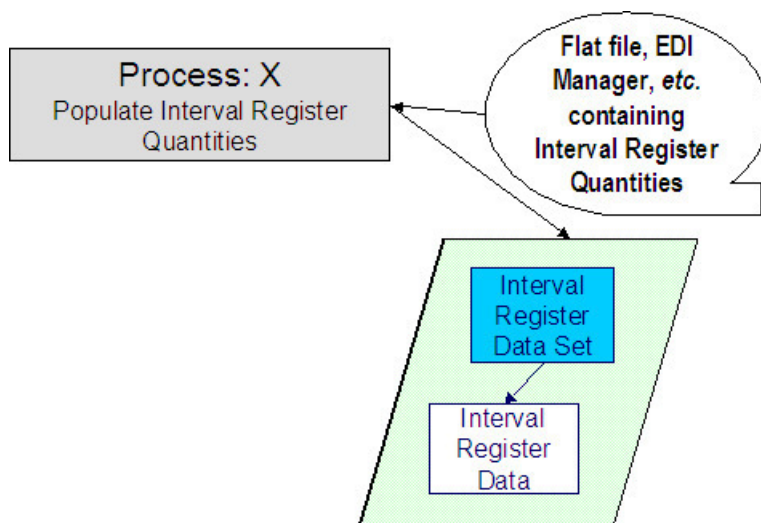 Process: X
Populate Interval Register
Quantities
Flat file, EDI
Manager, etc.
containing
Interval Register
Quantities
Interval
Register
Data Set
Interval
Register
Data